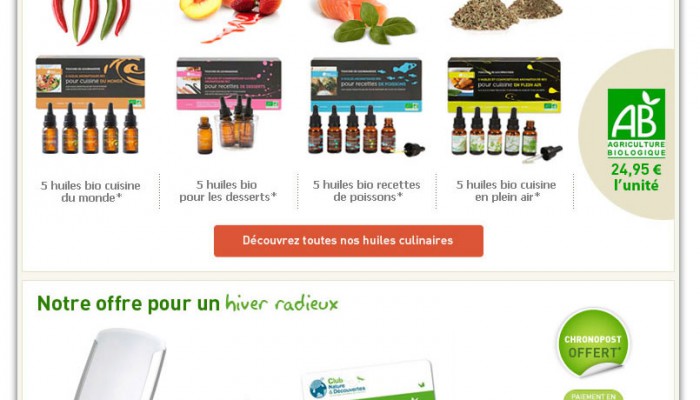 pour cuisine DU MONDE
pour recettes DE DESSERTS
pour recettes DE POISSONS
pour cuisine EN PLEIN AIR
AB
AGRICULTURE
BIOLOGIQUE
24,95 €
l'unité
5 huiles bio cuisine
du monde*
5 huiles bio
pour les desserts*
5 huiles bio recettes
de poissons*
5 huiles bio cuisine
en plein air*
Découvrez toutes nos huiles culinaires
Notre offre pour un hiver radieux
CHRONOPOST
OFFERT*
Club
Nature
& Découvertes
PAIEMENT EN